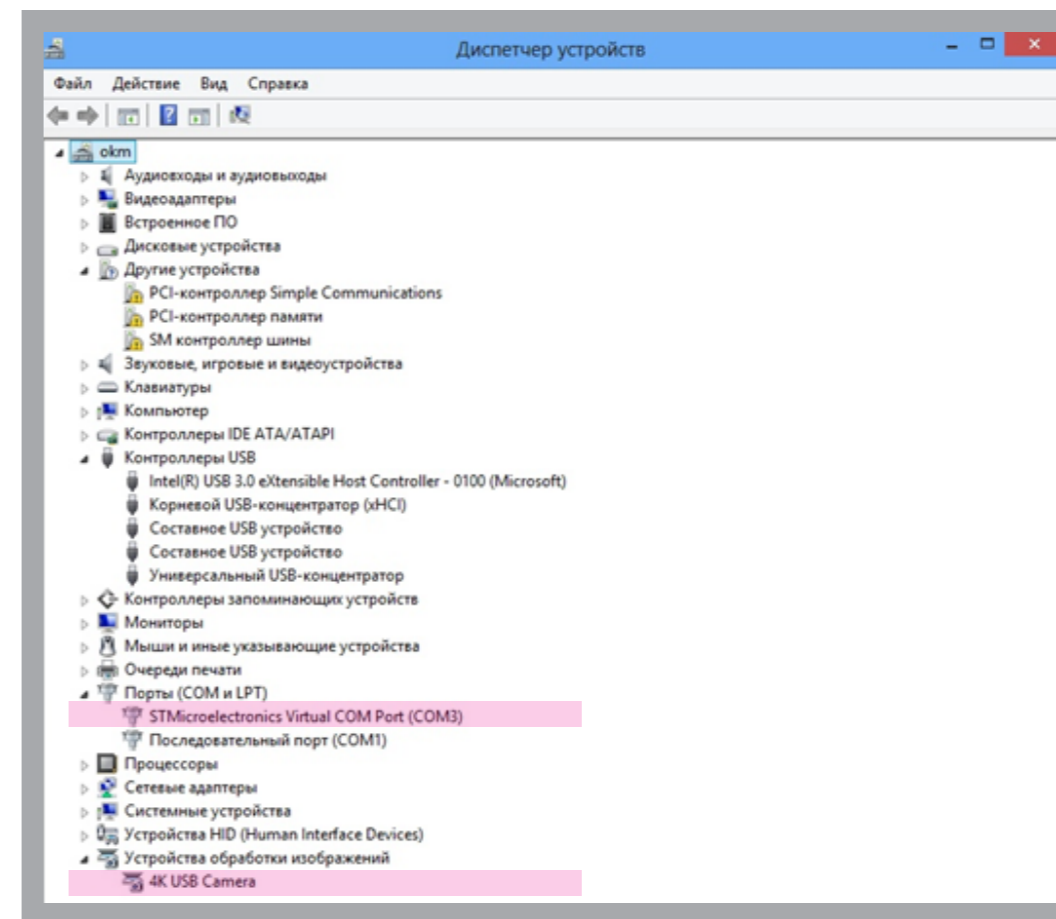 Диспетчер устройств
Файл Действие Вид Справка
okm
Аудиовходы и аудиовыходы
Видеоадаптеры
Встроенное ПО
Дисковые устройства
Другие устройства
PCI-контроллер Simple Communications
PCI-контроллер памяти
SM контроллер шины
Звуковые, игровые и видеоустройства
Клавиатуры
Компьютер
Контроллеры IDE ATA/ATAPI
Контроллеры USB
Intel(R) USB 3.0 eXtensible Host Controller - 0100 (Microsoft)
Корневой USB-концентратор (xHCI)
Составное USB устройство
Составное USB устройство
Универсальный USB-концентратор
Контроллеры запоминающих устройств
Мониторы
Мыши и иные указывающие устройства
Очереди печати
Порты (COM и LPT)
STMicroelectronics Virtual COM Port (COM3)
Последовательный порт (COM1)
Процессоры
Сетевые адаптеры
Системные устройства
Устройства HID (Human Interface Devices)
Устройства обработки изображений
4K USB Camera